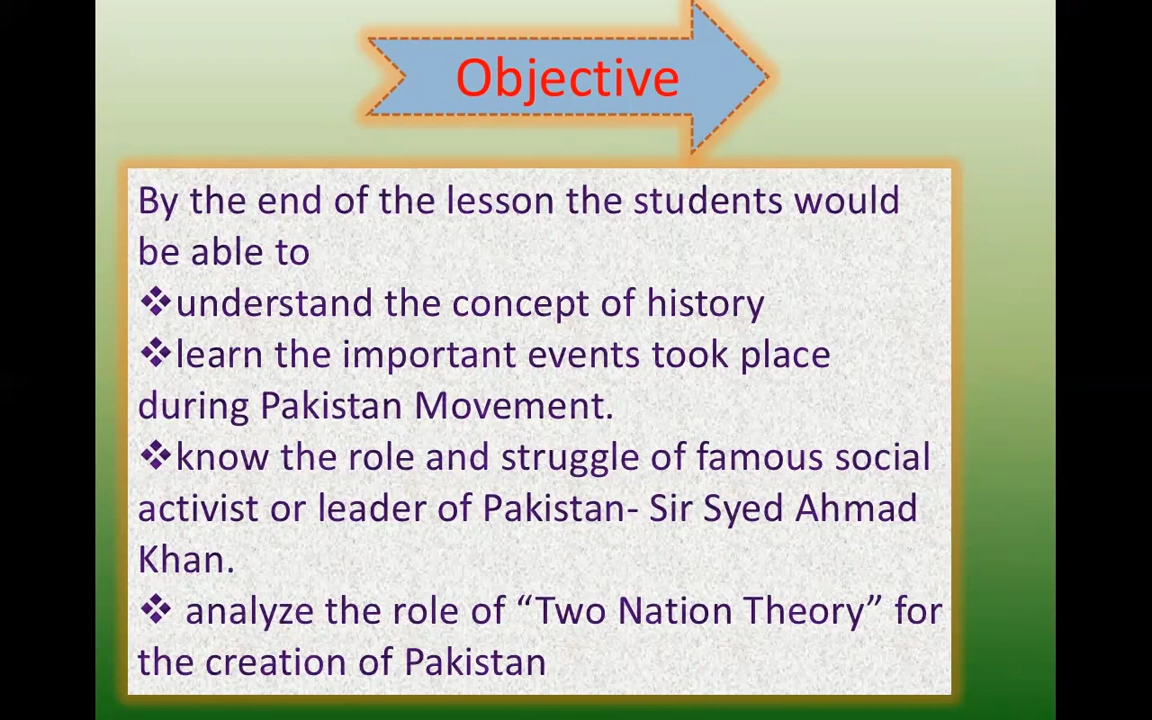 Objective
By the end of the lesson the students would
be able to
❖understand the concept of history
❖learn the important events took place
during Pakistan Movement.
❖know the role and struggle of famous social
activist or leader of Pakistan- Sir Syed Ahmad
Khan.
❖ analyze the role of “Two Nation Theory” for
the creation of Pakistan